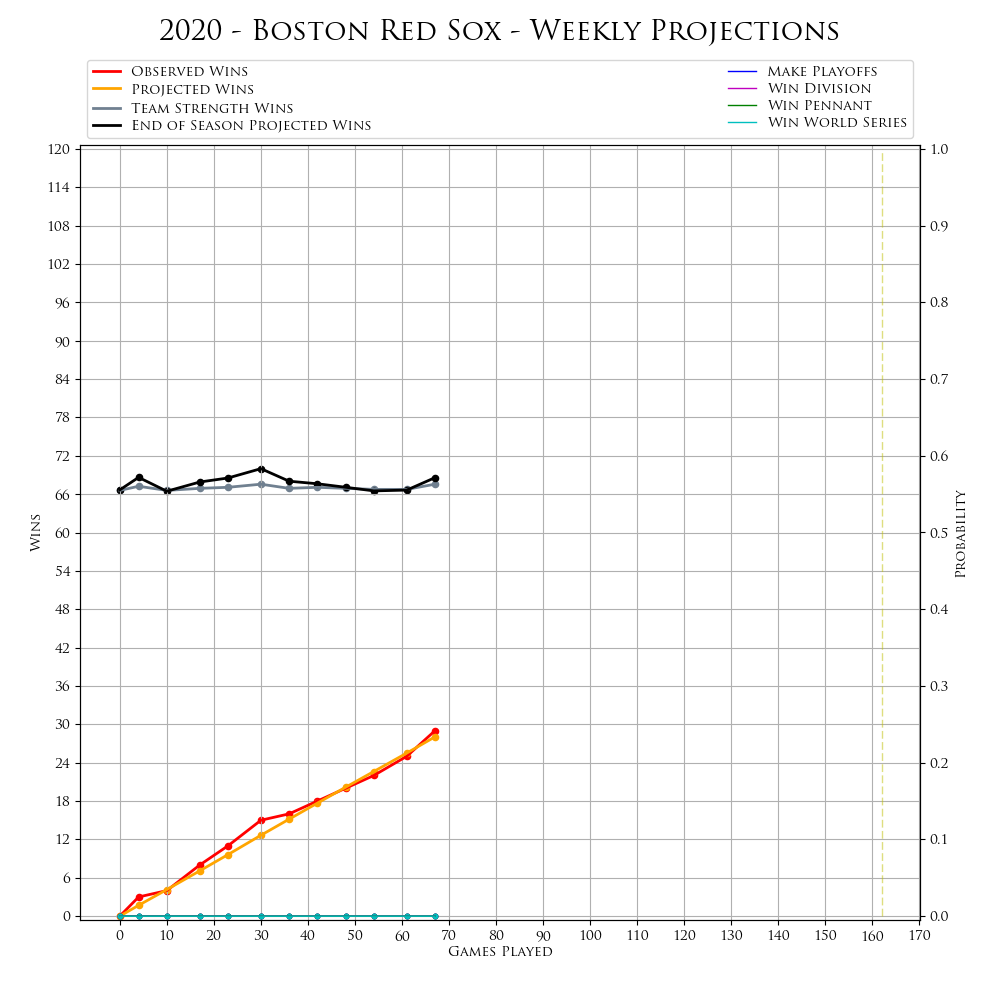 2020 - Boston Red Sox - Weekly Projections
Observed Wins
Projected Wins
Team Strength Wins
End of Season Projected Wins
Make Playoffs
Win Division
Win Pennant
Win World Series
120
114
108
102
96
90
84
78
72
66
60
54
48
42
36
30
24
18
12
6
0
Wins
1.0
0.9
0.8
0.7
0.6
0.5
0.4
0.3
0.2
0.1
0.0
Probability
0 10 20 30 40 50 60 70 80 90 100 110 120 130 140 150 160 170
Games Played